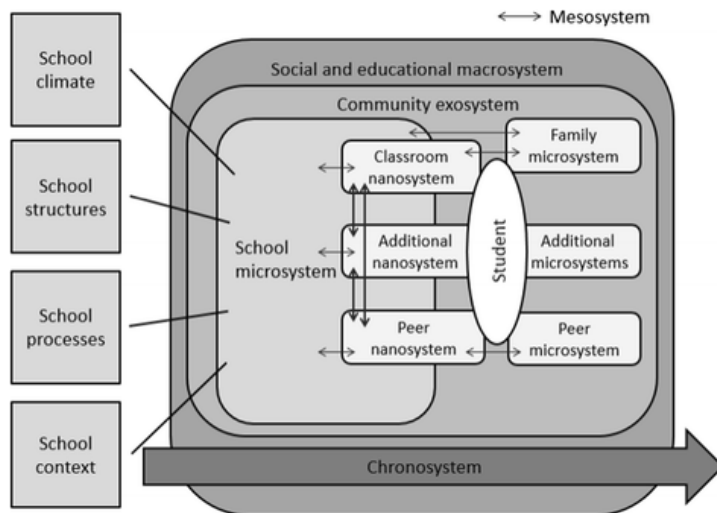 Mesosystem
School
climate
School
structures
School
processes
School
context
Social and educational macrosystem
Community exosystem
School
microsystem
Classroom
nanosystem
Additional
nanosystem
Peer
nanosystem
Student
Family
microsystem
Additional
microsystems
Peer
microsystem
Chronosystem